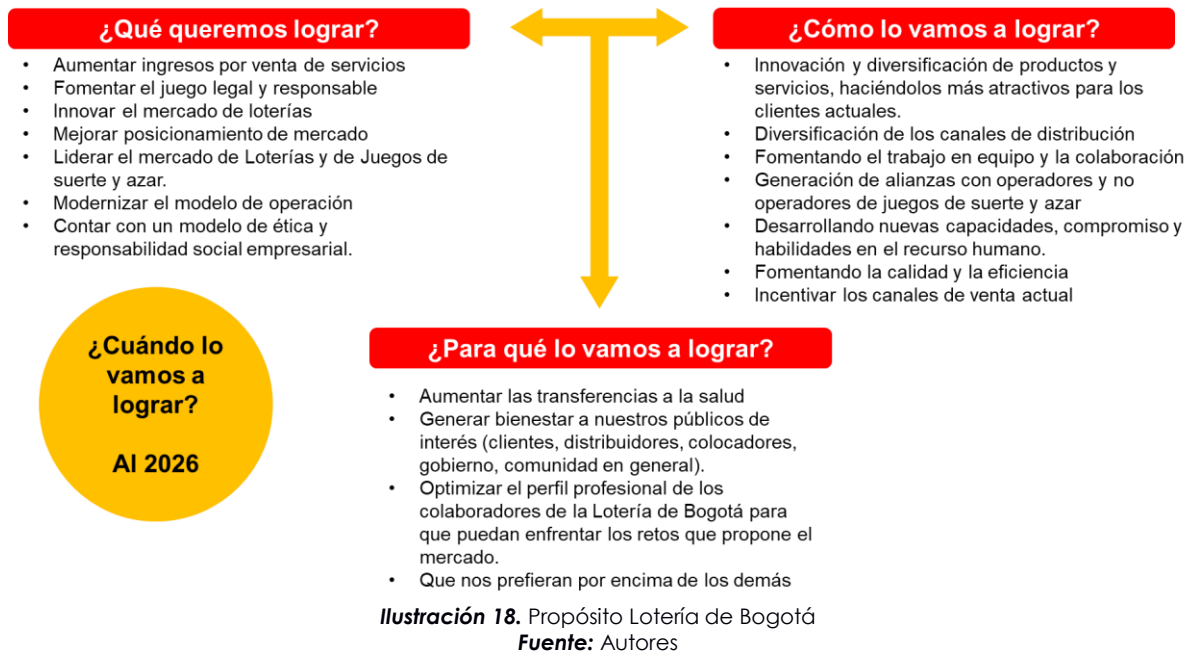 ¿Qué queremos lograr?
• Aumentar ingresos por venta de servicios
• Fomentar el juego legal y responsable
• Innovar el mercado de loterías
• Mejorar posicionamiento de mercado
• Liderar el mercado de Loterías y de Juegos de
suerte y azar.
• Modernizar el modelo de operación
• Contar con un modelo de ética y
responsabilidad social empresarial.
¿Cómo lo vamos a lograr?
• Innovación y diversificación de productos y
servicios, haciéndolos más atractivos para los
clientes actuales.
• Diversificación de los canales de distribución
• Fomentando el trabajo en equipo y la colaboración
• Generación de alianzas con operadores y no
operadores de juegos de suerte y azar
• Desarrollando nuevas capacidades, compromiso y
habilidades en el recurso humano.
• Fomentando la calidad y la eficiencia
• Incentivar los canales de venta actual
¿Cuándo lo
vamos a
lograr?
Al 2026
¿Para qué lo vamos a lograr?
• Aumentar las transferencias a la salud
• Generar bienestar a nuestros públicos de
interés (clientes, distribuidores, colocadores,
gobierno, comunidad en general).
• Optimizar el perfil profesional de los
colaboradores de la Lotería de Bogotá para
que puedan enfrentar los retos que propone el
mercado.
• Que nos prefieran por encima de los demás
Ilustración 18. Propósito Lotería de Bogotá
Fuente: Autores